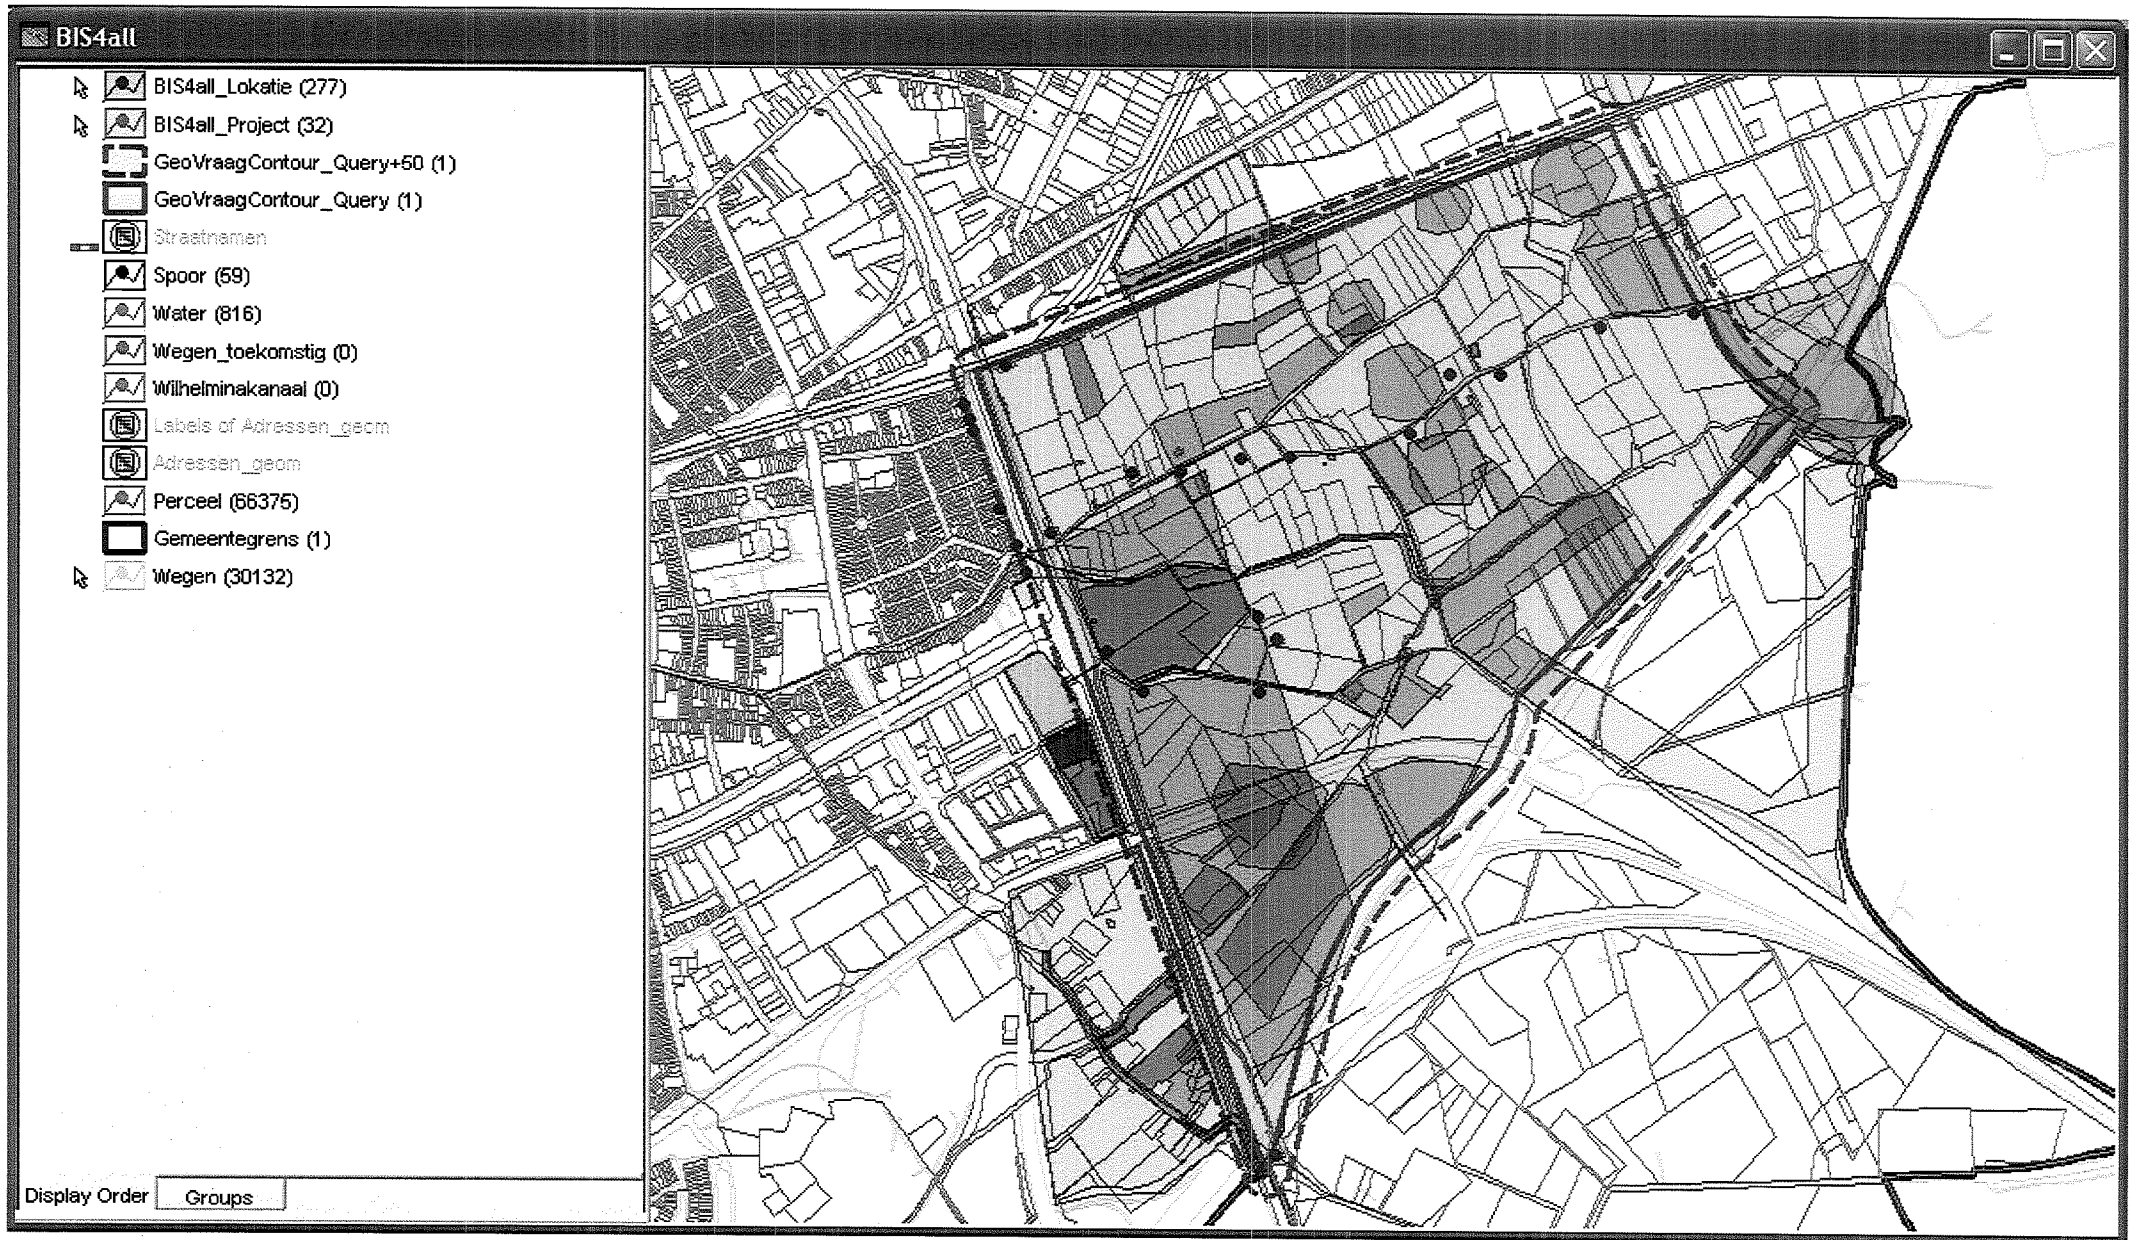 BIS4all
BIS4all_Lokatie (277)
BIS4all_Project (32)
GeoVraagContour_Query+50 (1)
GeoVraagContour_Query (1)
Straatnamen
Spoor (59)
Water (816)
Wegen_toekomstig (0)
Wilhelminakanaal (0)
Labels of Adressen_geom
Adressen_geom
Perceel (66375)
Gemeentegrens (1)
Wegen (30132)
Display Order Groups